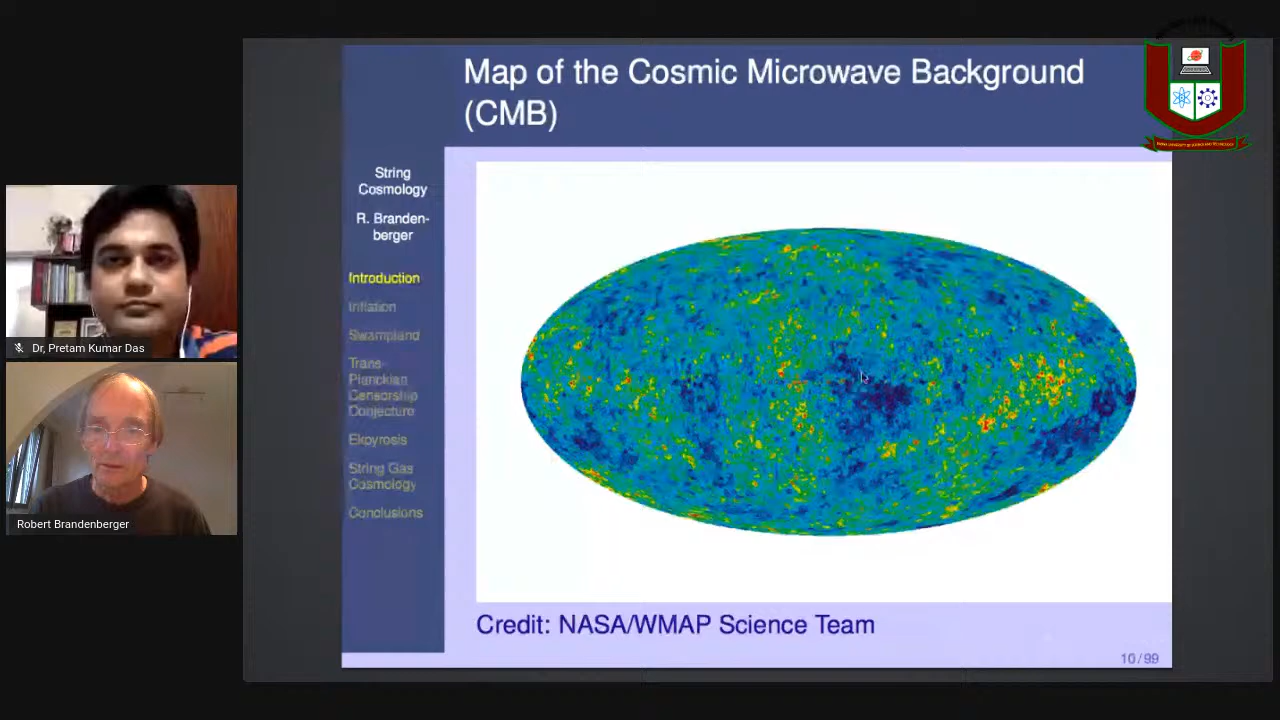 Map of the Cosmic Microwave Background
(CMB)
String
Cosmology
R. Branden-
berger
Introduction
Inflation
Swampland
Trans-
Planckian
Censorship
Conjecture
Ekpyrosis
String Gas
Cosmology
Conclusions
Credit: NASA/WMAP Science Team
10/99
Dr, Pretam Kumar Das
Robert Brandenberger